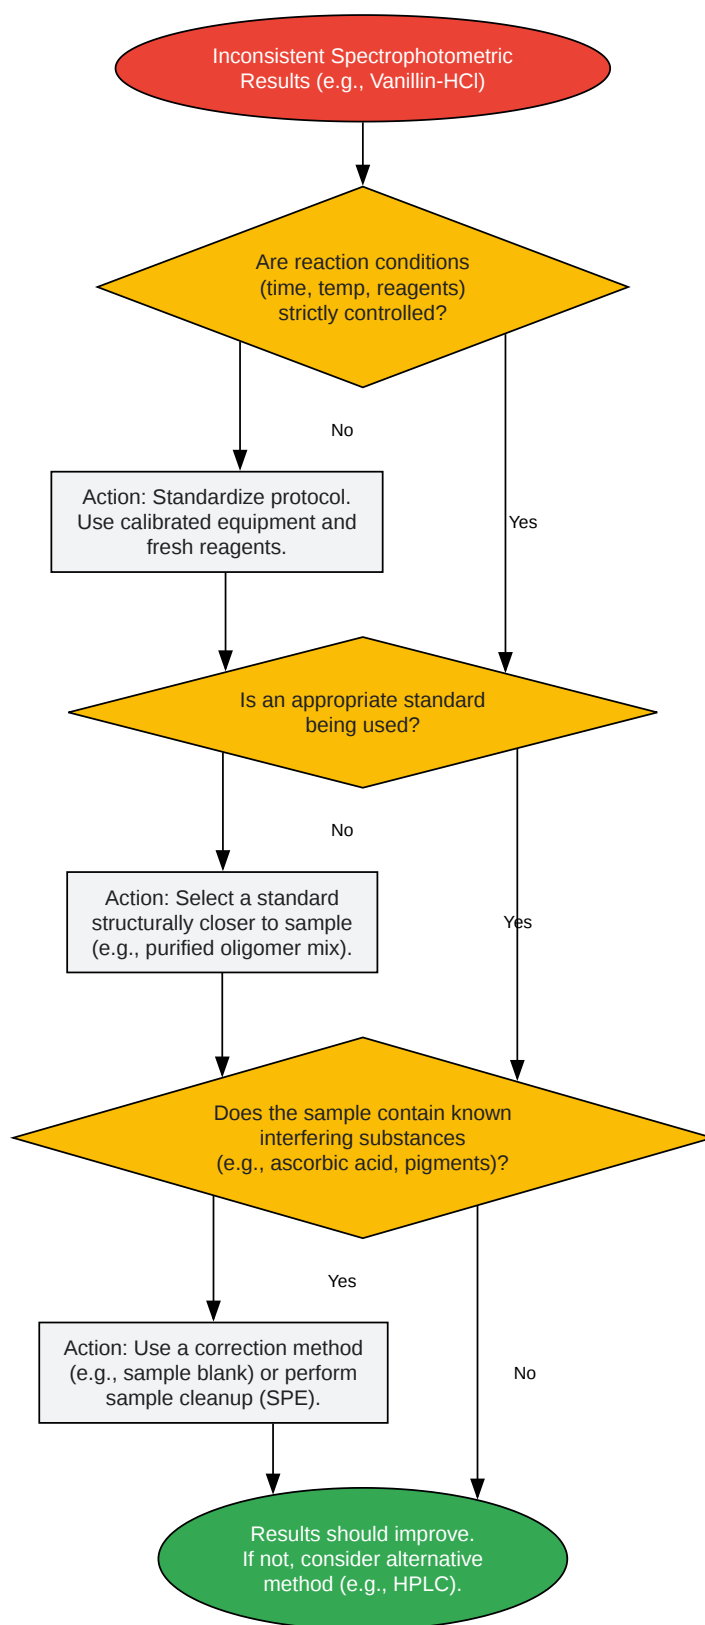 Inconsistent Spectrophotometric
Results (e.g., Vanillin-HCl)
Are reaction conditions
(time, temp, reagents)
strictly controlled?
No
Action: Standardize protocol.
Use calibrated equipment and
fresh reagents.
Yes
Is an appropriate standard
being used?
No
Action: Select a standard
structurally closer to sample
(e.g., purified oligomer mix).
Yes
Does the sample contain known
interfering substances
(e.g., ascorbic acid, pigments)?
Yes
Action: Use a correction method
(e.g., sample blank) or perform
sample cleanup (SPE).
No
Results should improve.
If not, consider alternative
method (e.g., HPLC).